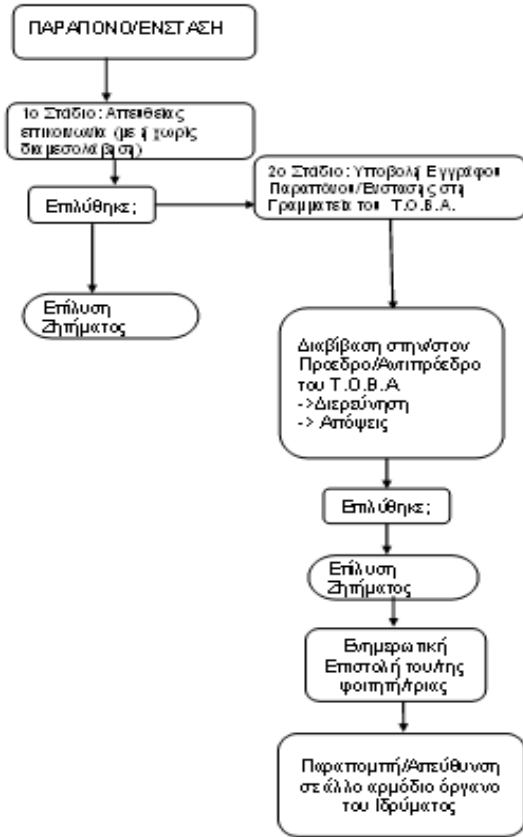 ΠΑΡΑΠΟΝΟ/ΕΝΣΤΑΣΗ
1ο Στάδιο: Απευθείας
επικοινωνία (με ή χωρίς
διαμεσολάβηση)
Επιλύθηκε;
Επίλυση
Ζητήματος
2ο Στάδιο: Υποβολή Εγγράφου
Παραπόνου/Ένστασης στη
Γραμματεία του Τ.Ο.Β.Α.
Διαβίβαση στην/στον
Πρόεδρο/Αντιπρόεδρο
του Τ.Ο.Β.Α
->Διερεύνηση
-> Απόψεις
Επιλύθηκε;
Επίλυση
Ζητήματος
Ενημερωτική
Επιστολή του/της
φοιτητή/τριας
Παραπομπή/Απεύθυνση
σε άλλο αρμόδιο όργανο
του Ιδρύματος